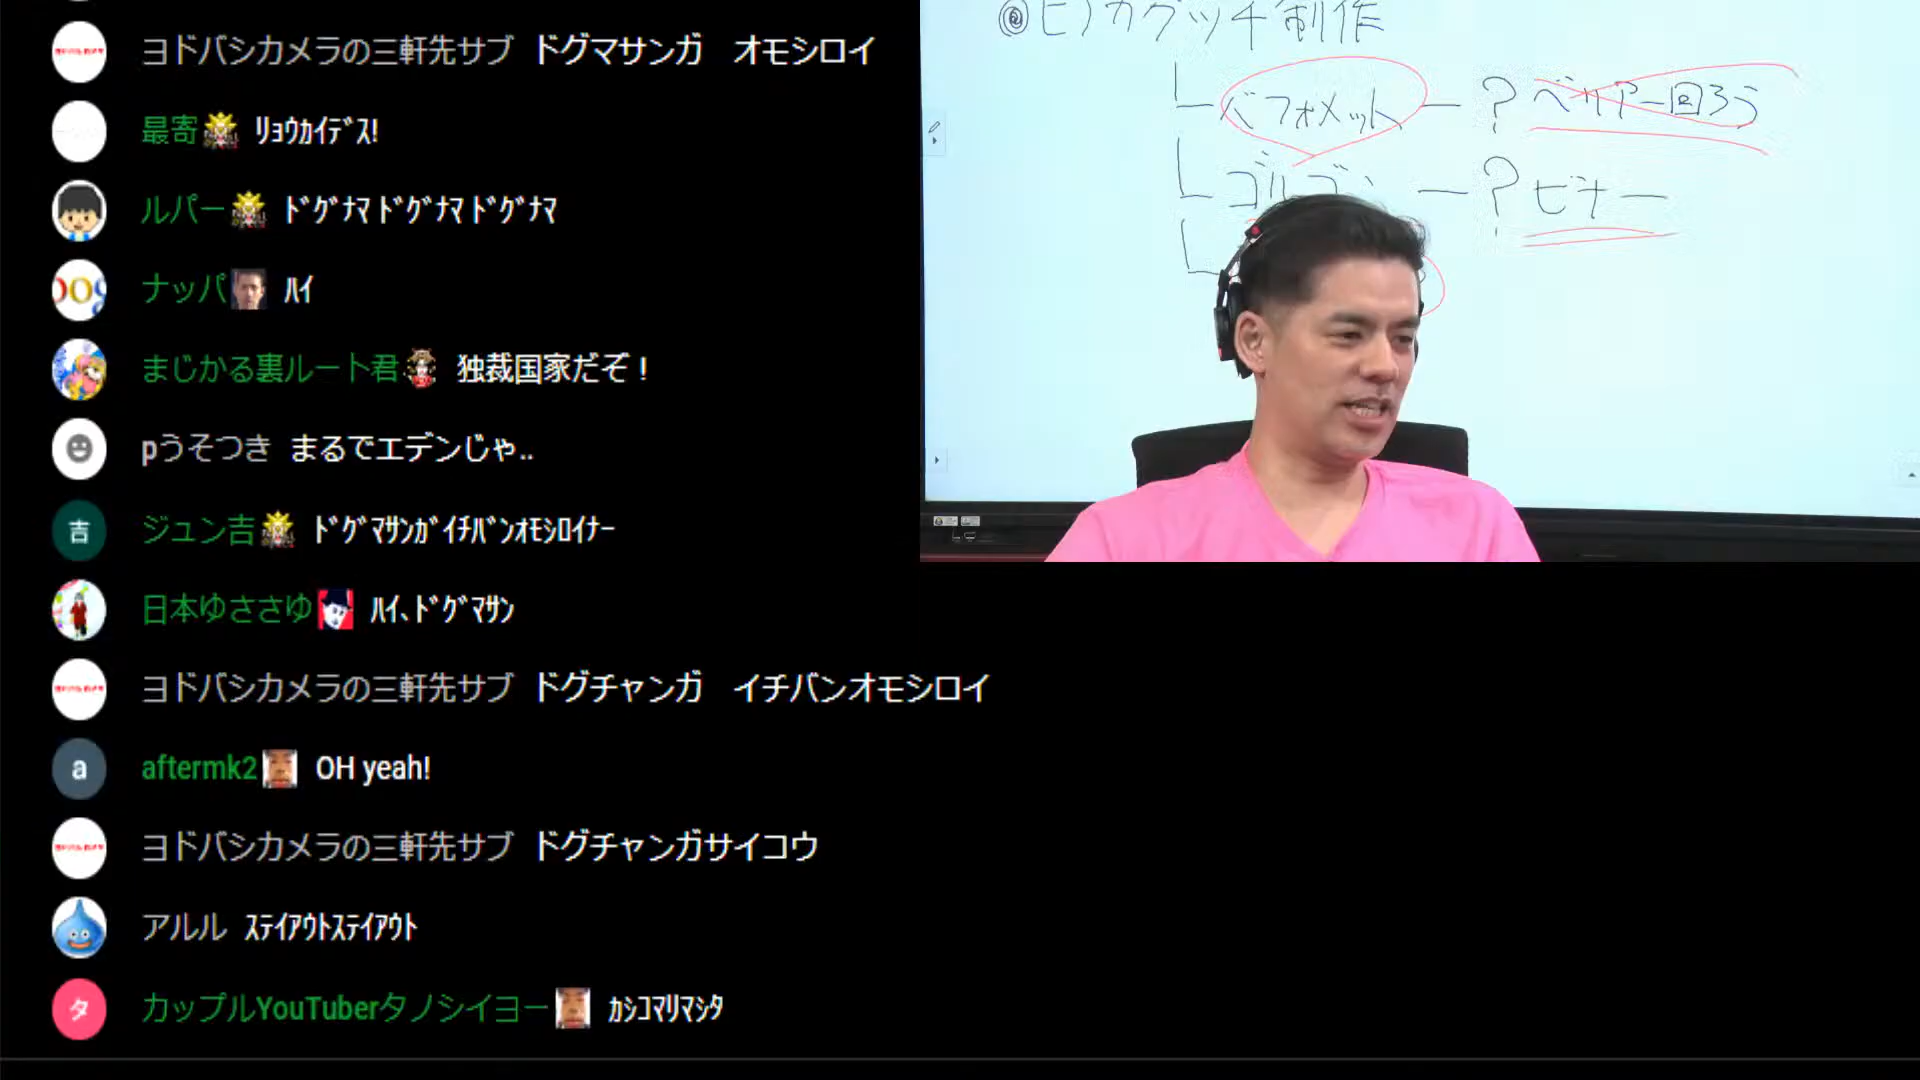 ヨドバシカメラの三軒先サブ ドグマサンガ　オモシロイ
最寄 ﾘｮｳｶｲﾃﾞｽ!
ルパー ﾄﾞｸﾞﾅﾏ ﾄﾞｸﾞﾅﾏ ﾄﾞｸﾞﾅﾏ
ナッパ ﾊｲ
まじかる裏ルート君 独裁国家だぞ！
pうそつき まるでエデンじゃ..
吉
ジュン吉 ﾄﾞｸﾞﾏｻﾝｶﾞｲﾁﾊﾞﾝｵﾓｼﾛｲﾅｰ
日本ゆささゆ ﾊｲ､ﾄﾞｸﾞﾏｻﾝ
ヨドバシカメラの三軒先サブ ドグチャンガ　イチバンオモシロイ
a
aftermk2 OH yeah!
ヨドバシカメラの三軒先サブ ドグチャンガサイコウ
アルル ｽﾃｲｱｳﾄｽﾃｲｱｳﾄ
タ
カップルYouTuberタノシイヨー ｶｼｺﾏﾘﾏｼﾀ
ヒノカグツチ制作
バフォメット ー ？ ベリアー回ろう
ー ？ ビナー